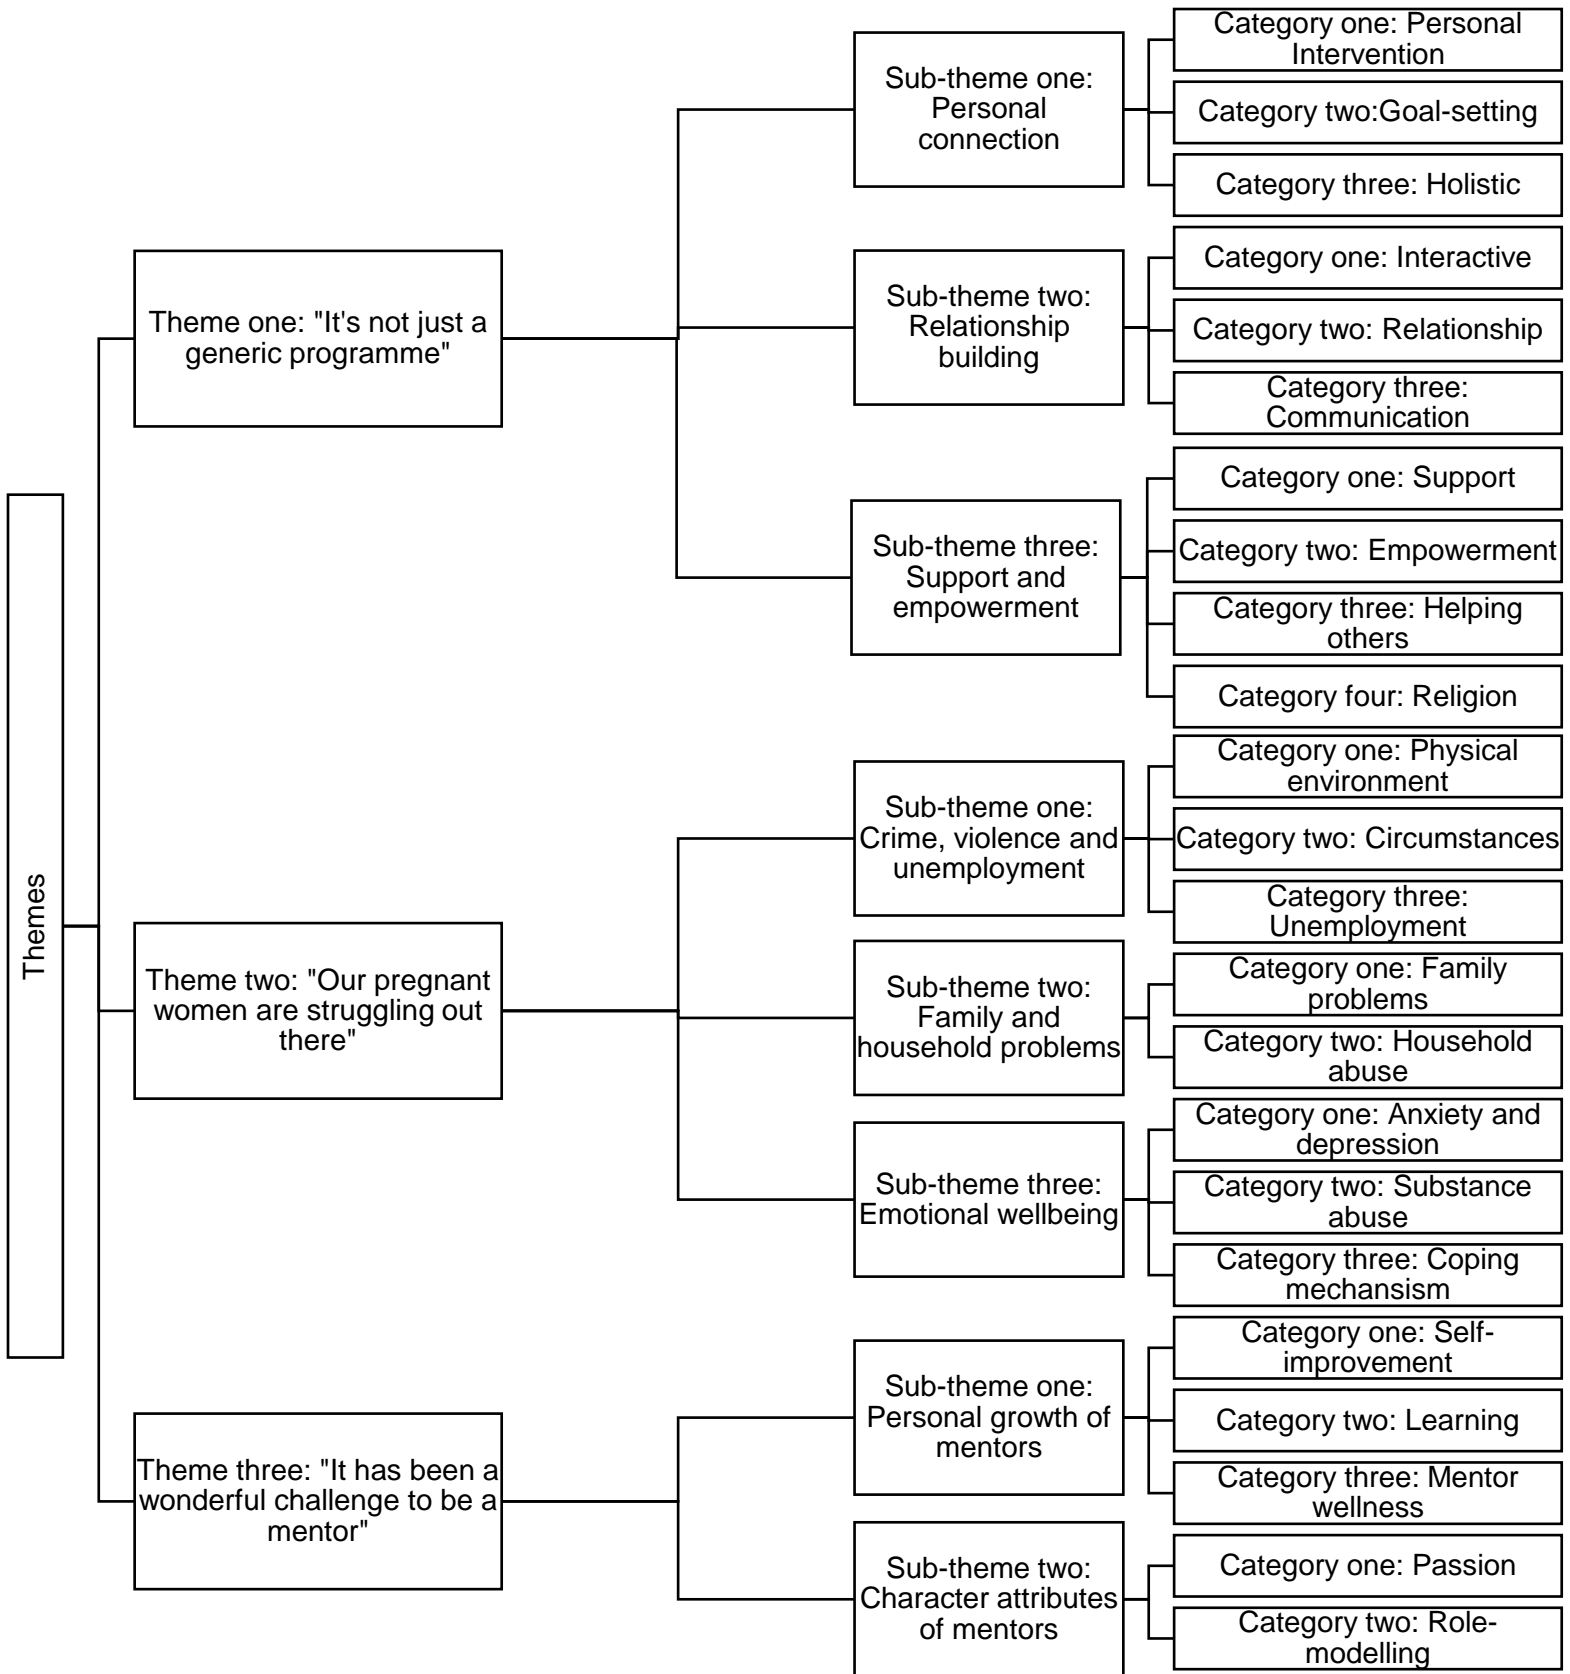 Themes
Theme one: "It's not just a
generic programme"
Sub-theme one:
Personal
connection
Category one: Personal
Intervention
Category two:Goal-setting
Category three: Holistic
Sub-theme two:
Relationship
building
Category one: Interactive
Category two: Relationship
Category three:
Communication
Sub-theme three:
Support and
empowerment
Category one: Support
Category two: Empowerment
Category three: Helping
others
Category four: Religion
Theme two: "Our pregnant
women are struggling out
there"
Sub-theme one:
Crime, violence and
unemployment
Category one: Physical
environment
Category two: Circumstances
Category three:
Unemployment
Sub-theme two:
Family and
household problems
Category one: Family
problems
Category two: Household
abuse
Sub-theme three:
Emotional wellbeing
Category one: Anxiety and
depression
Category two: Substance
abuse
Category three: Coping
mechansism
Theme three: "It has been a
wonderful challenge to be a
mentor"
Sub-theme one:
Personal growth of
mentors
Category one: Self-
improvement
Category two: Learning
Category three: Mentor
wellness
Sub-theme two:
Character attributes
of mentors
Category one: Passion
Category two: Role-
modelling